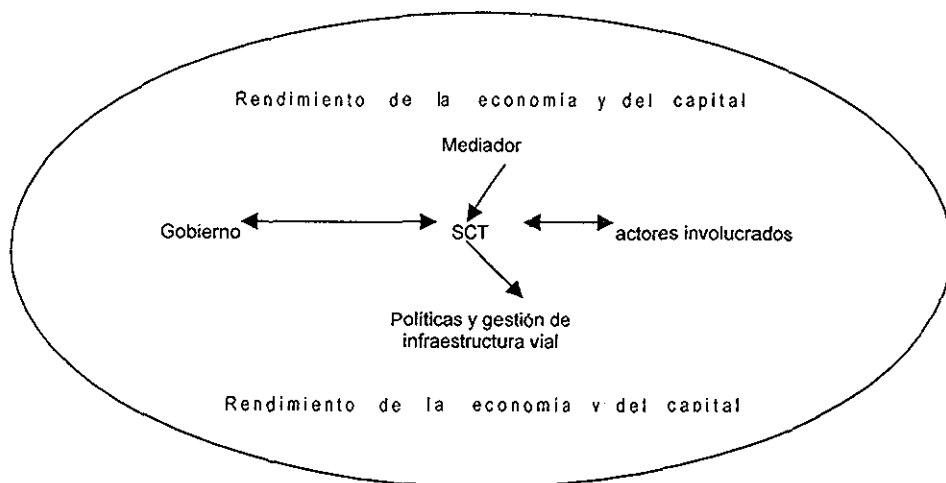 Rendimiento de la economía y del capital
Mediador
Gobierno SCT actores involucrados
Políticas y gestión de
infraestructura vial
Rendimiento de la economía y del capital